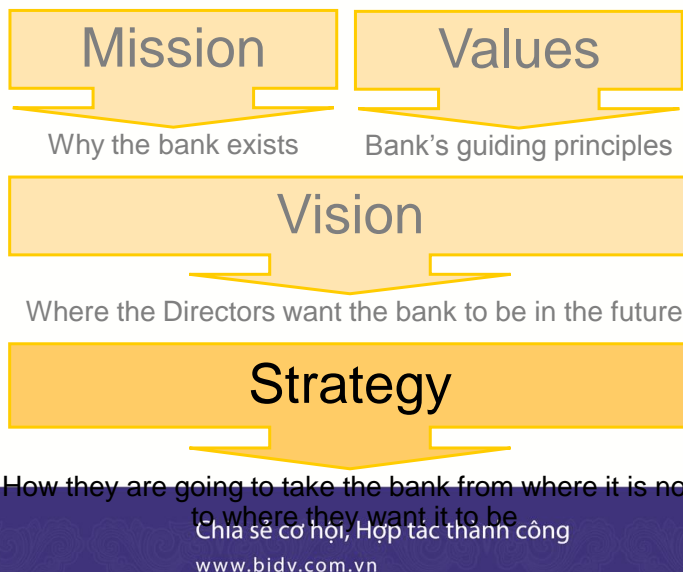 Mission
Values
Why the bank exists
Bank's guiding principles
Vision
Where the Directors want the bank to be in the future
Strategy
How they are going to take the bank from where it is no
to where they want it to be
Chia sẽ cơ hội, Hợp tác thành công
www.bidv.com.vn